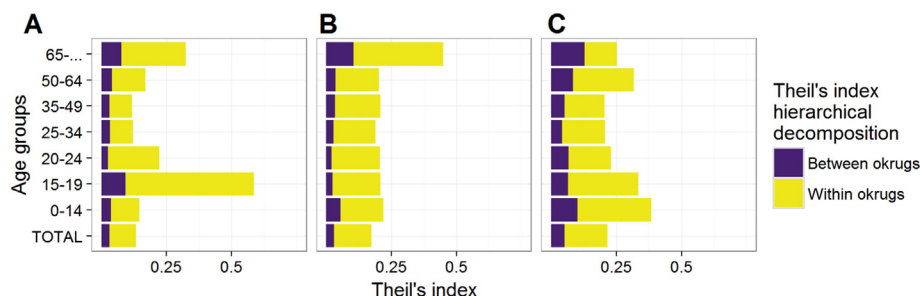 A
B
C
Age groups
65-...
50-64
35-49
25-34
20-24
15-19
0-14
TOTAL
0.25
0.5
0.25
0.5
0.25
0.5
Theil's index
Theil's index
hierarchical
decomposition
Between okrugs
Within okrugs